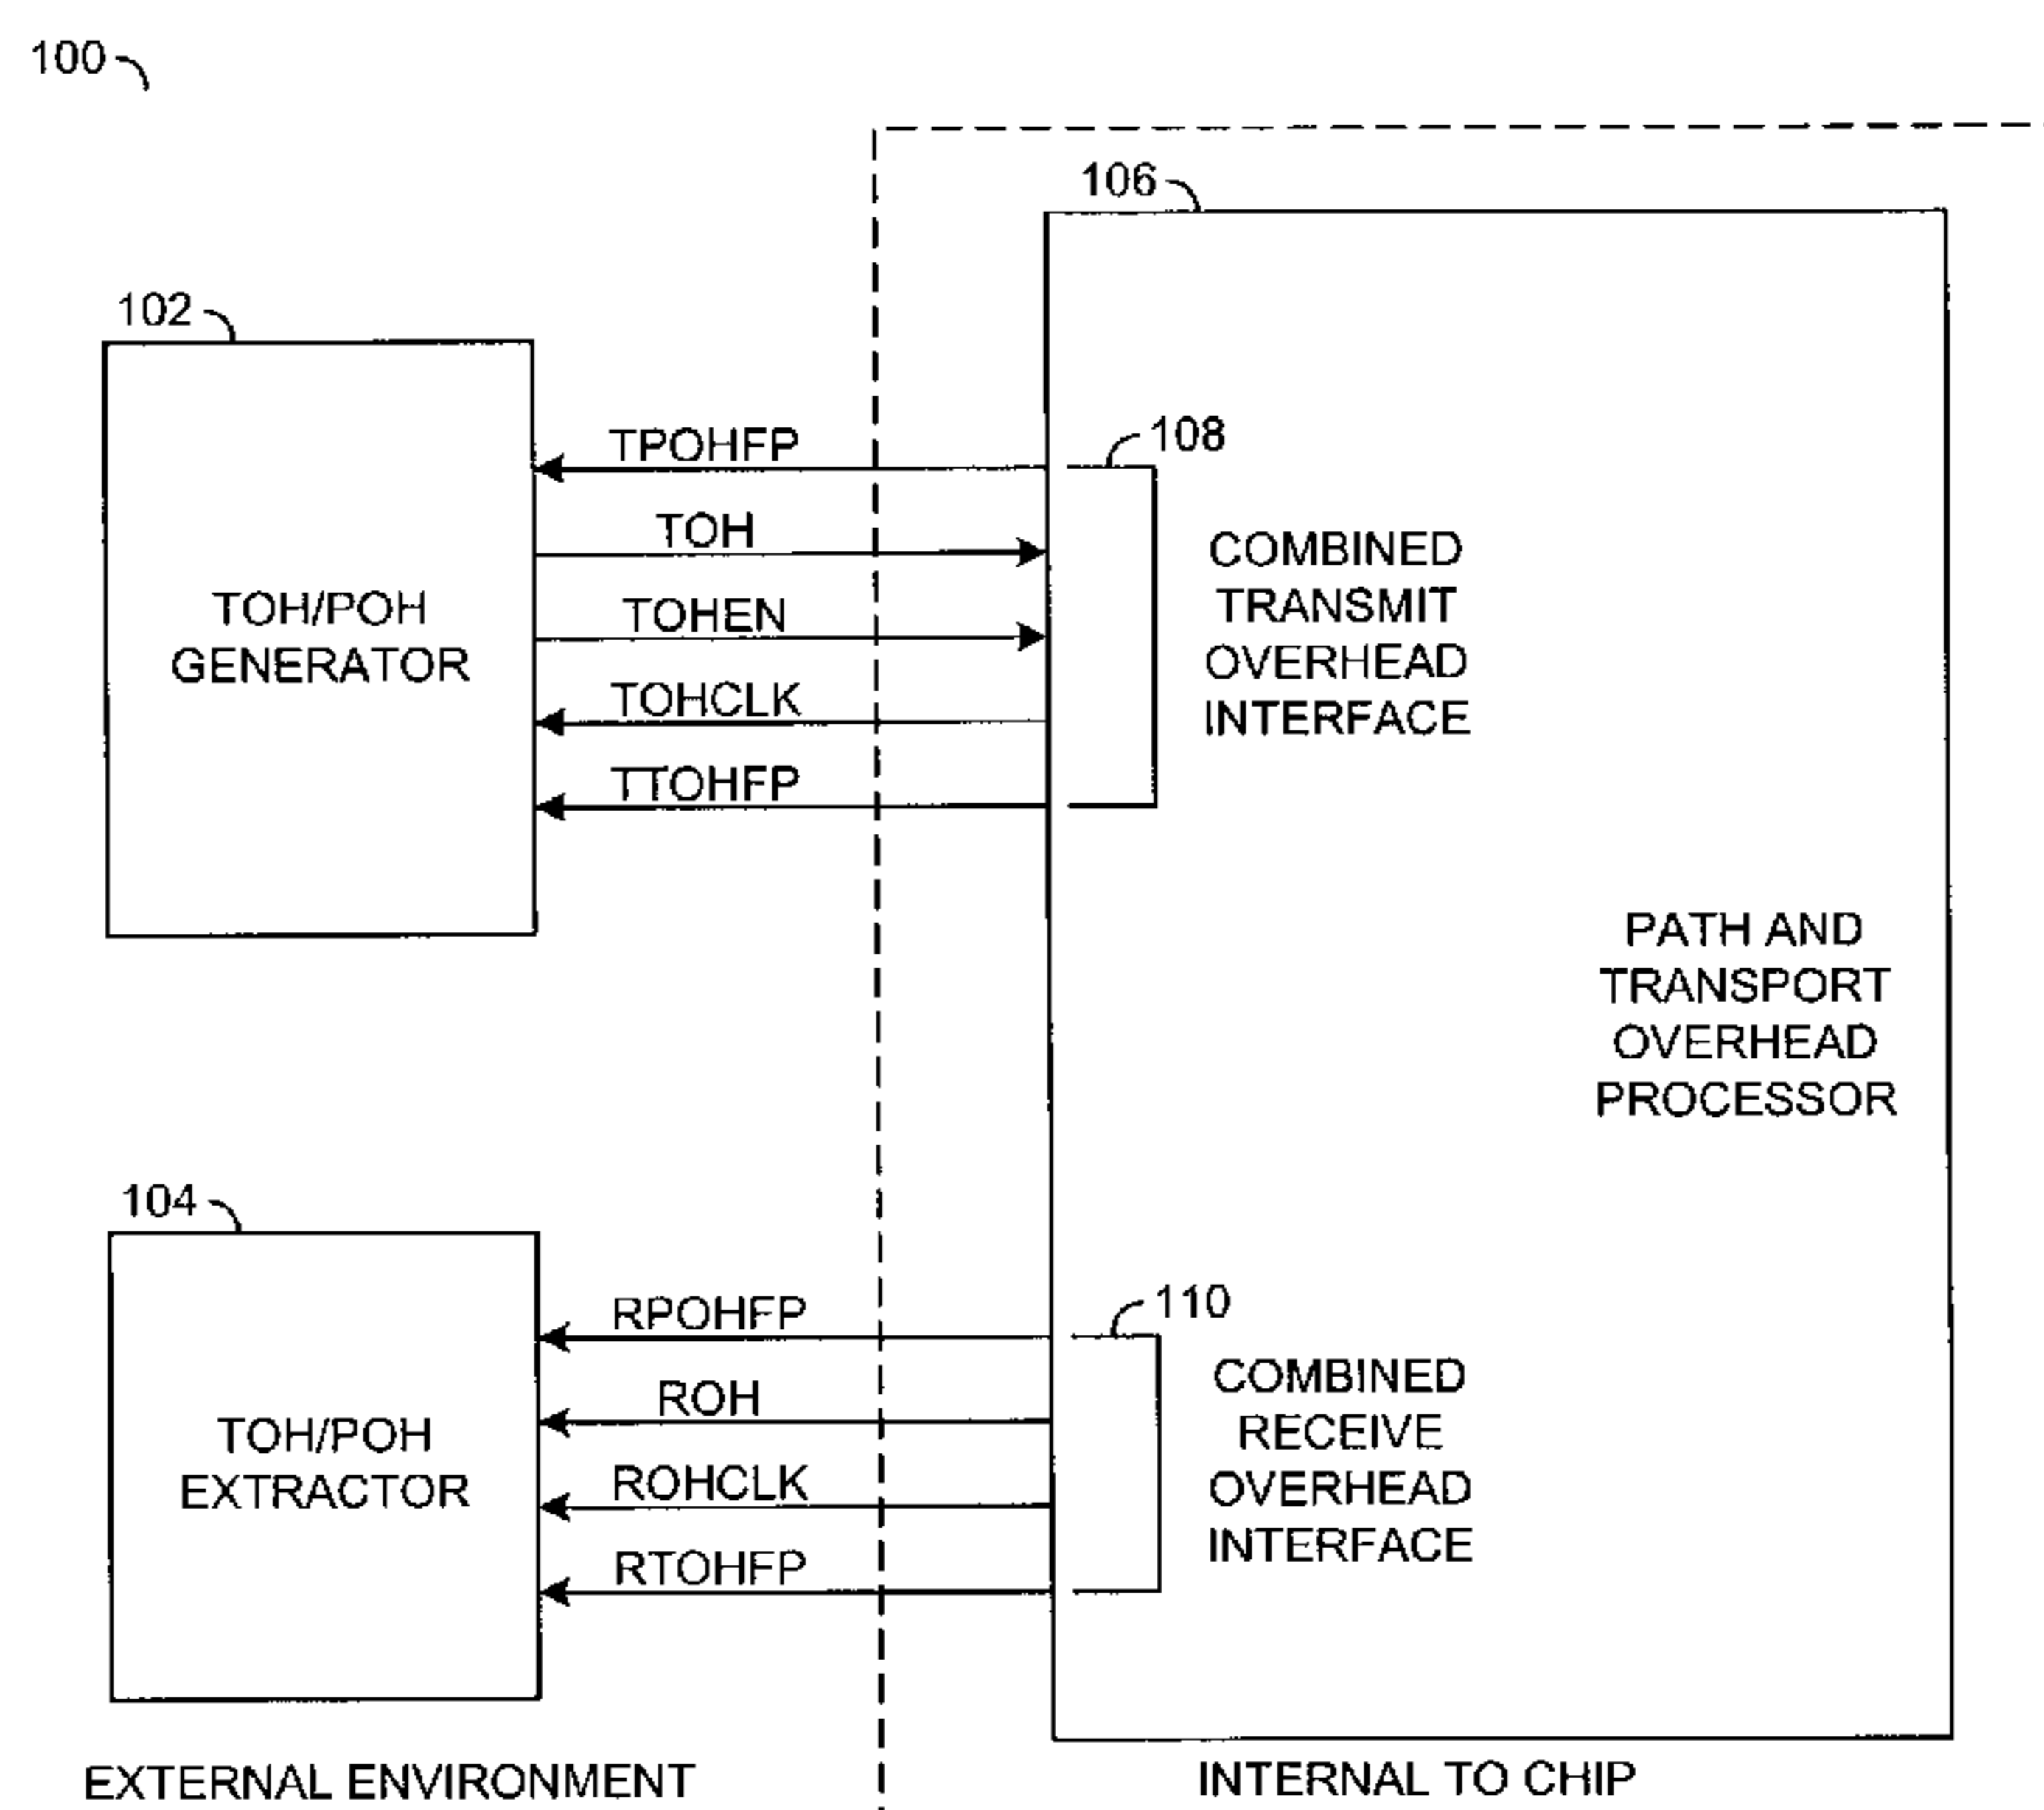 100
106
102
108
TPOHFP
TOH
TOHEN
TOHCLK
TTOHFP
TOH/POH
GENERATOR
COMBINED
TRANSMIT
OVERHEAD
INTERFACE
PATH AND
TRANSPORT
OVERHEAD
PROCESSOR
104
110
RPOHFP
ROH
ROHCLK
RTOHFP
TOH/POH
EXTRACTOR
COMBINED
RECEIVE
OVERHEAD
INTERFACE
EXTERNAL ENVIRONMENT
INTERNAL TO CHIP